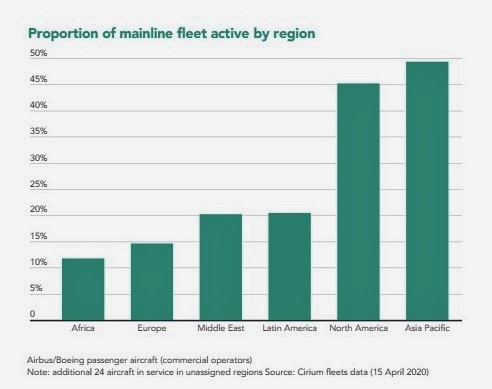 Proportion of mainline fleet active by region
50%
45%
40%
35%
30%
25%
20%
15%
10%
5%
0
Africa Europe Middle East Latin America North America Asia Pacific
Airbus/Boeing passenger aircraft (commercial operators)
Note: additional 24 aircraft in service in unassigned regions Source: Cirium fleets data (15 April 2020)